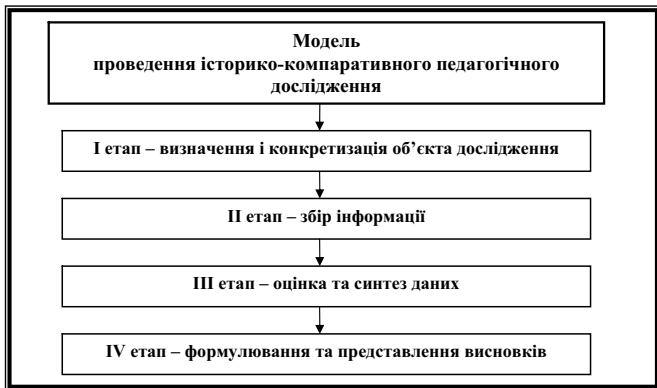 Модель
проведення історико-компаративного педагогічного
дослідження
І етап – визначення і конкретизація об’єкта дослідження
ІІ етап – збір інформації
ІІІ етап – оцінка та синтез даних
ІV етап – формулювання та представлення висновків